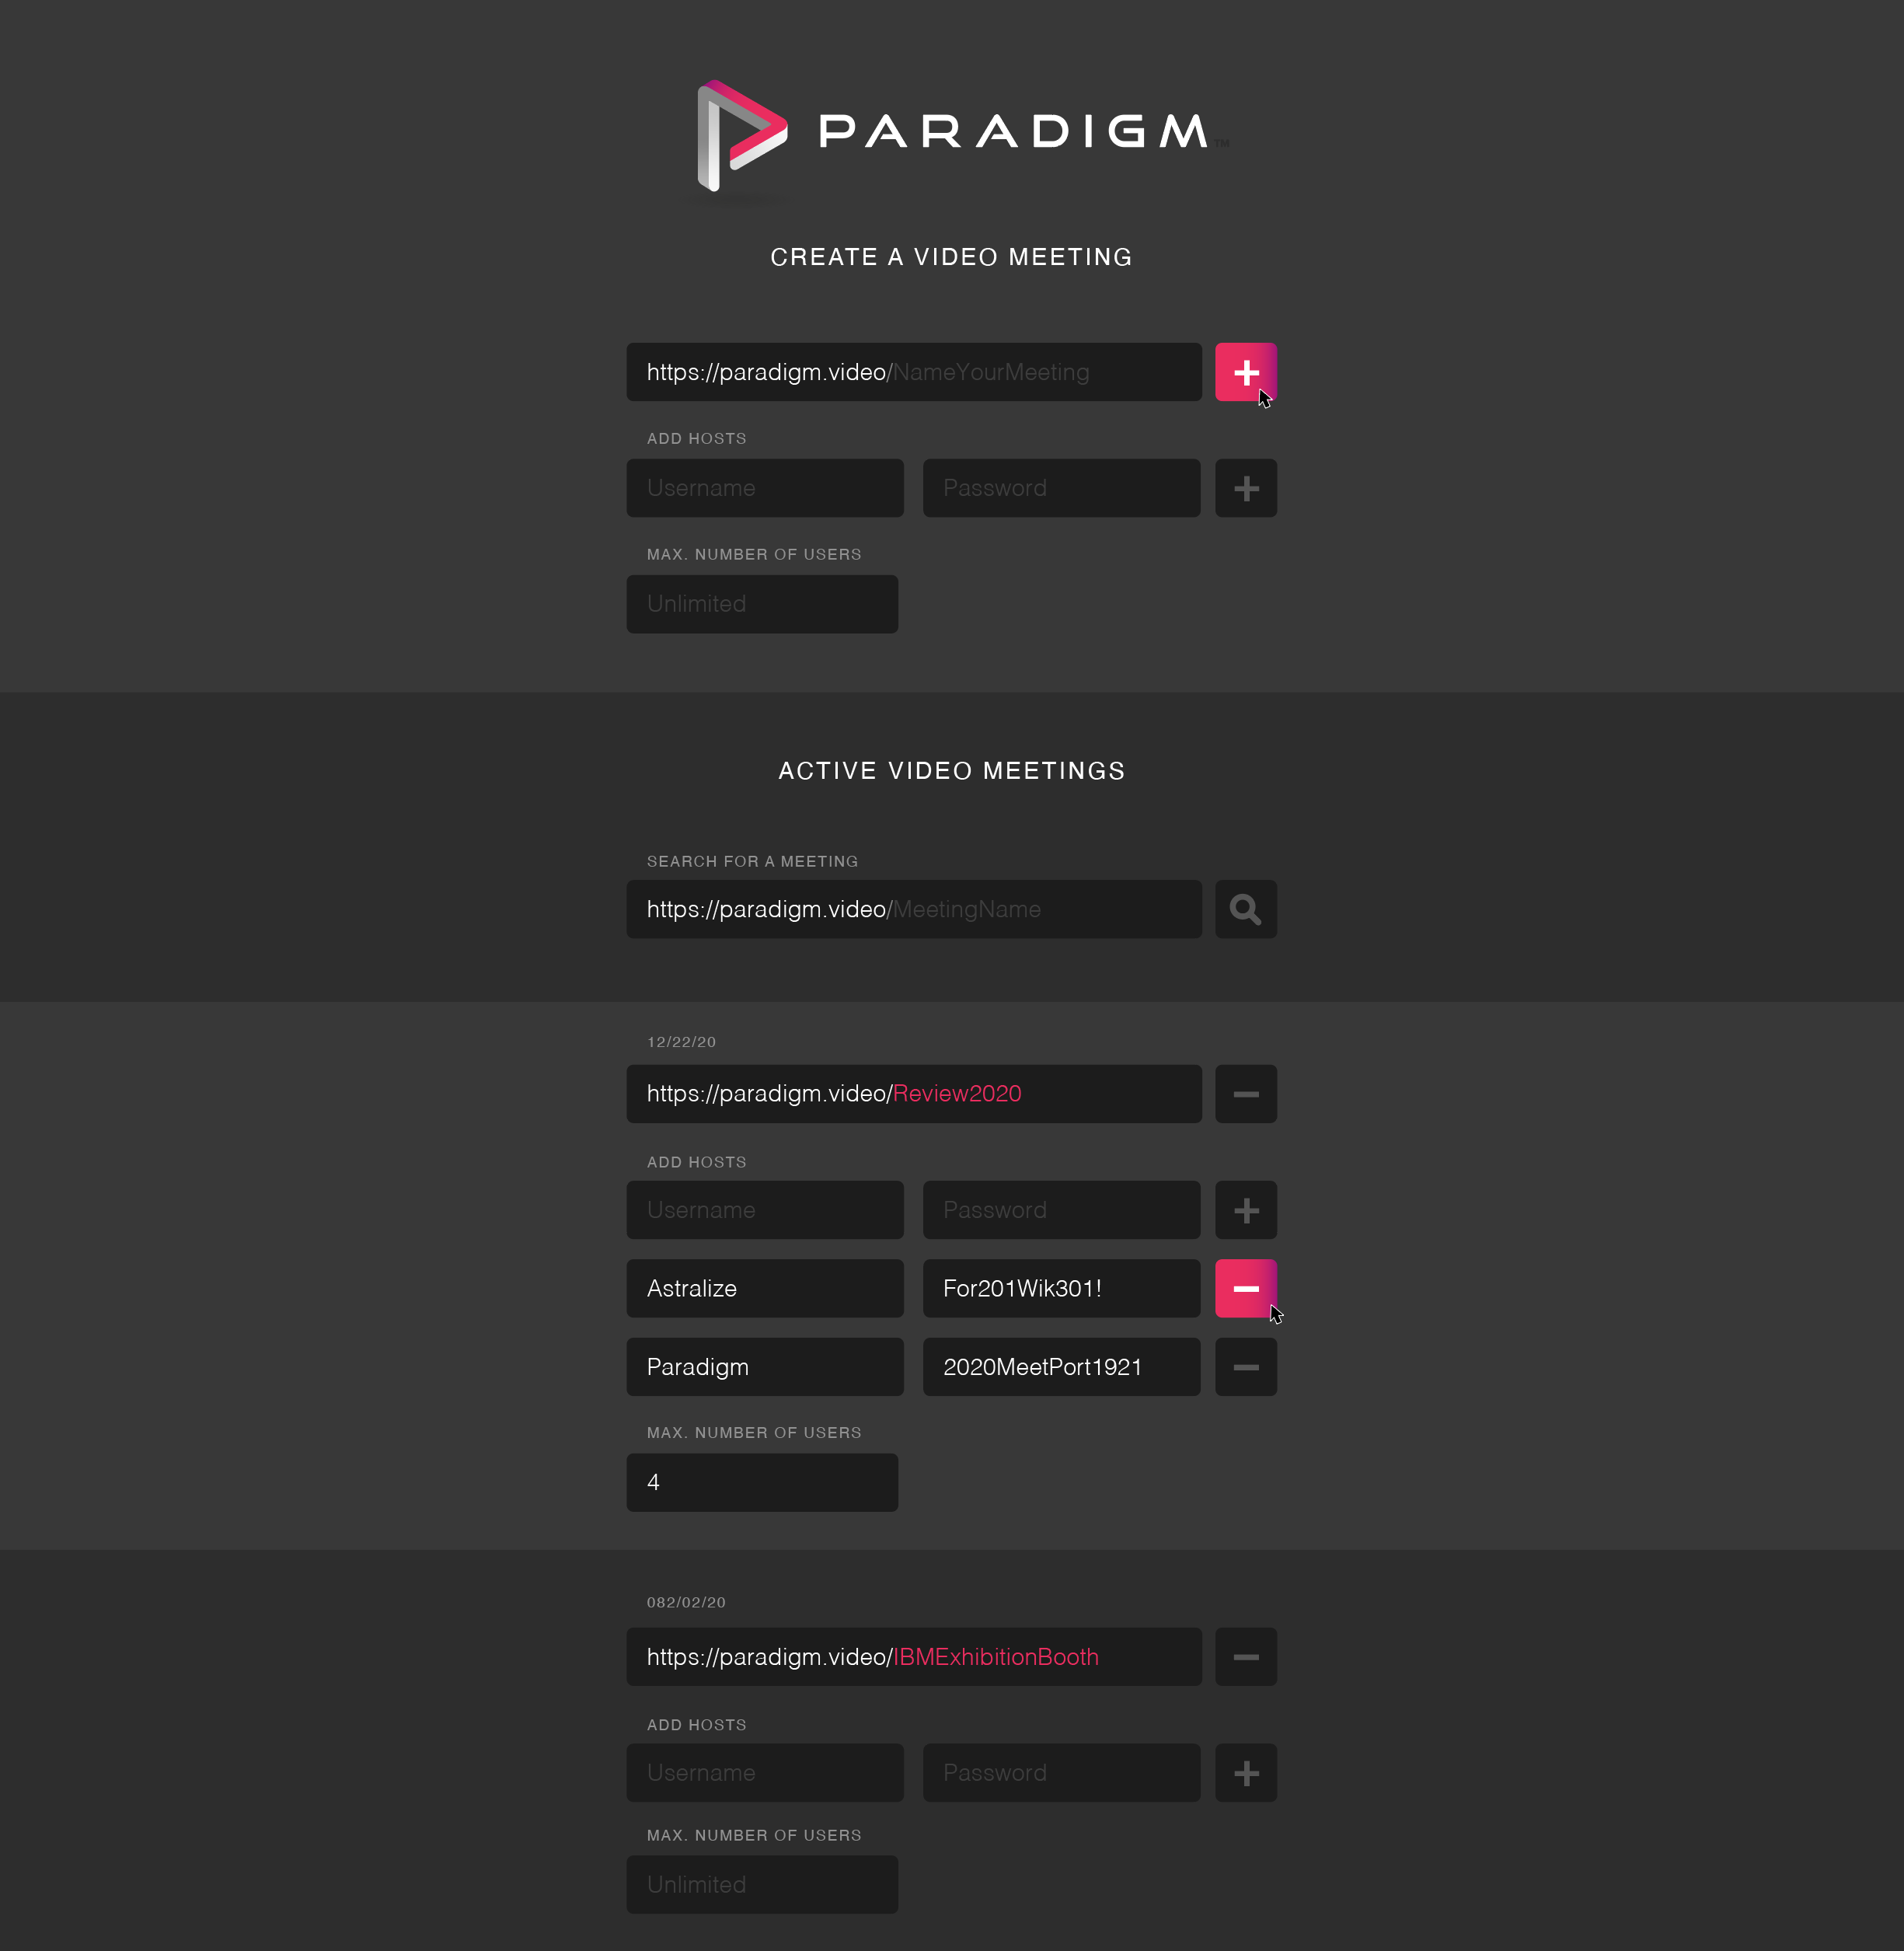 PARADIGM™
CREATE A VIDEO MEETING
https://paradigm.video/NameYourMeeting
ADD HOSTS
Username Password
MAX. NUMBER OF USERS
Unlimited
ACTIVE VIDEO MEETINGS
SEARCH FOR A MEETING
https://paradigm.video/MeetingName
12/22/20
https://paradigm.video/Review2020
ADD HOSTS
Username Password
Astralize For201Wik301!
Paradigm 2020MeetPort1921
MAX. NUMBER OF USERS
4
082/02/20
https://paradigm.video/IBMExhibitionBooth
ADD HOSTS
Username Password
MAX. NUMBER OF USERS
Unlimited